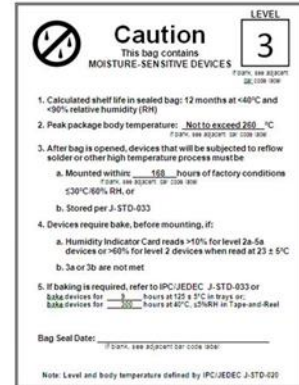 LEVEL
Caution
3
This bag contains
MOISTURE-SENSITIVE DEVICES
If blank, see adjacent
bar code label
1. Calculated shelf life in sealed bag: 12 months at <40°C and
<90% relative humidity (RH)
2. Peak package body temperature: Not to exceed 260 °C
If blank, see adjacent bar code label
3. After bag is opened, devices that will be subjected to reflow
solder or other high temperature process must be
a. Mounted within: 168 hours of factory conditions
If blank, see adjacent bar code label
≤30°C/60% RH, or
b. Stored per J-STD-033
4. Devices require bake, before mounting, if:
a. Humidity Indicator Card reads >10% for level 2a-5a
devices or >60% for level 2 devices when read at 23 ± 5°C
b. 3a or 3b are not met
5. If baking is required, refer to IPC/JEDEC J-STD-033 or
bake devices for hours at 125 ± 5°C in trays or;
bake devices for hours at 40°C, ≤5%RH in Tape-and-Reel
Bag Seal Date:
If blank, see adjacent bar code label
Note: Level and body temperature defined by IPC/JEDEC J-STD-020